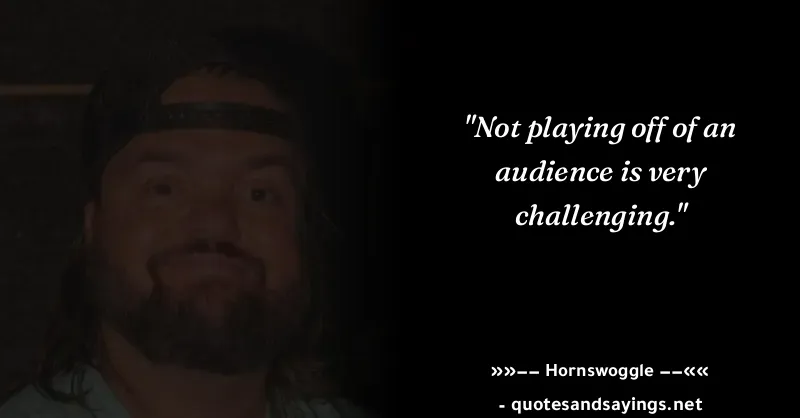 "Not playing off of an
audience is very
challenging."
»»–– Hornswoggle ––««
- quotesandsayings.net